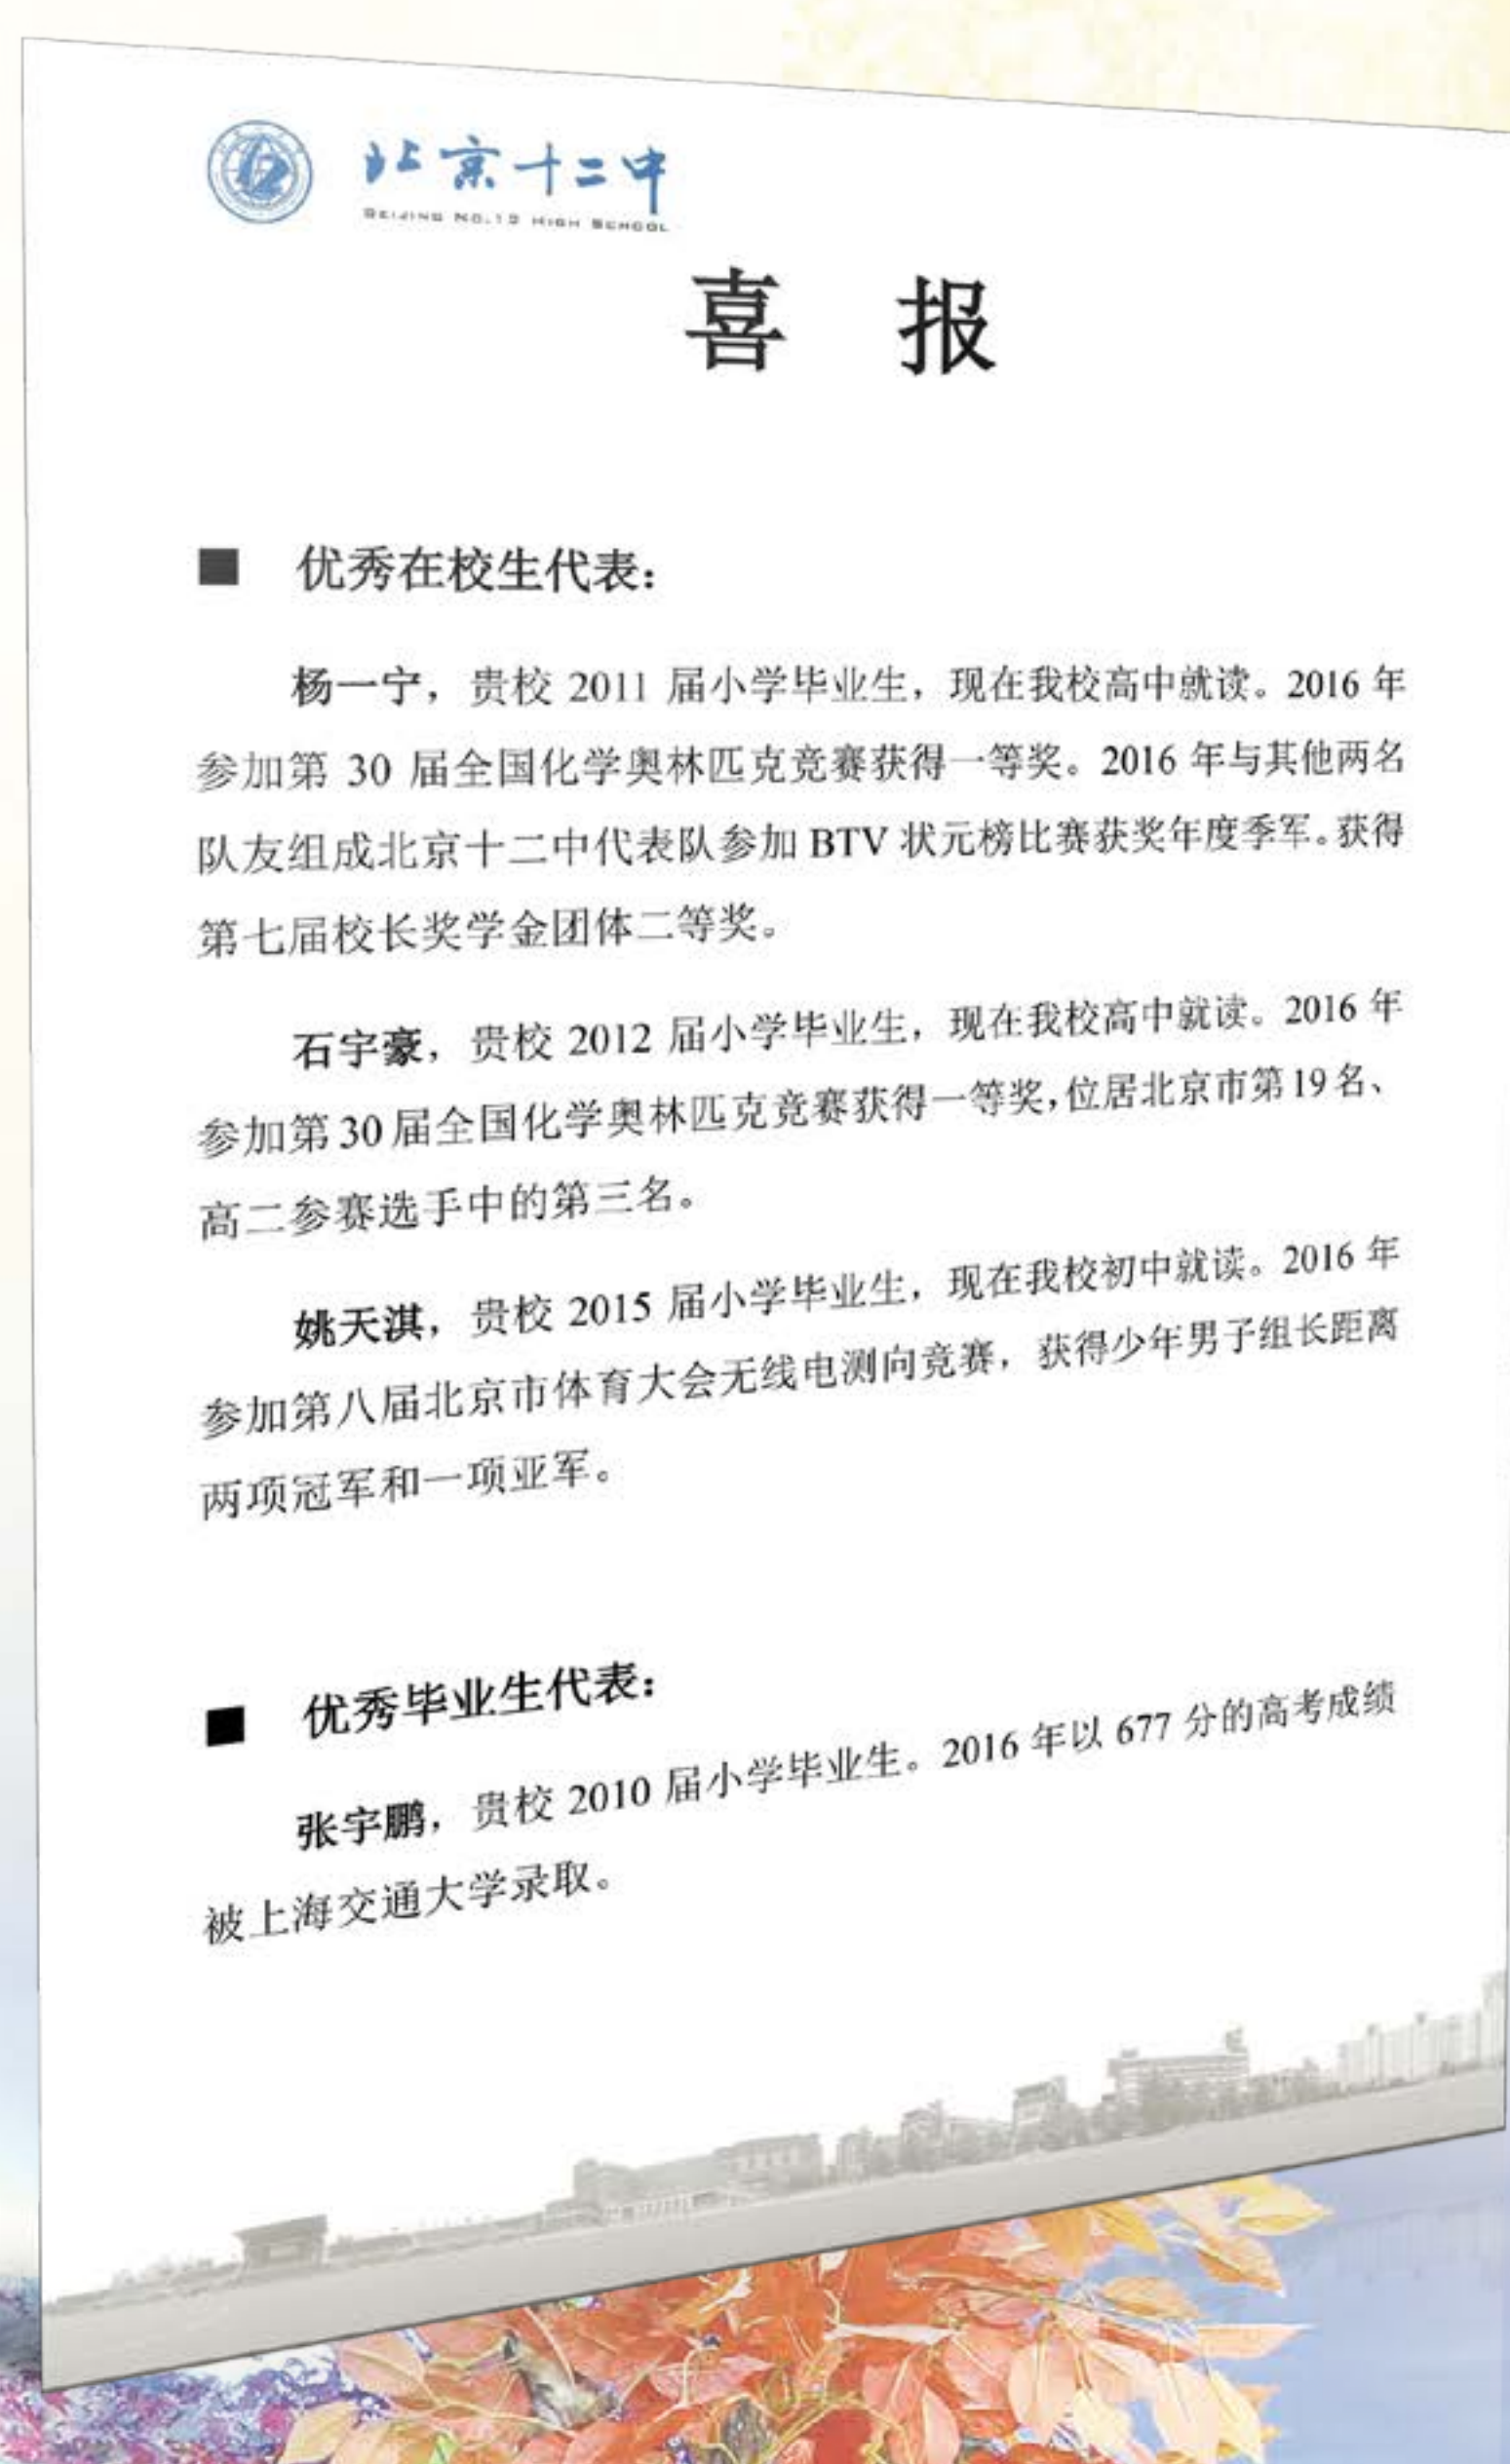 北京十二中
BEIJING NO.12 HIGH SCHOOL
喜 报
■ 优秀在校生代表：
杨一宁，贵校 2011 届小学毕业生，现在我校高中就读。2016 年
参加第 30 届全国化学奥林匹克竞赛获得一等奖。2016 年与其他两名
队友组成北京十二中代表队参加 BTV 状元榜比赛获奖年度季军。获得
第七届校长奖学金团体二等奖。
石宇豪，贵校 2012 届小学毕业生，现在我校高中就读。2016 年
参加第 30 届全国化学奥林匹克竞赛获得一等奖，位居北京市第 19 名、
高二参赛选手中的第三名。
姚天淇，贵校 2015 届小学毕业生，现在我校初中就读。2016 年
参加第八届北京市体育大会无线电测向竞赛，获得少年男子组长距离
两项冠军和一项亚军。
■ 优秀毕业生代表：
张宇鹏，贵校 2010 届小学毕业生。2016 年以 677 分的高考成绩
被上海交通大学录取。